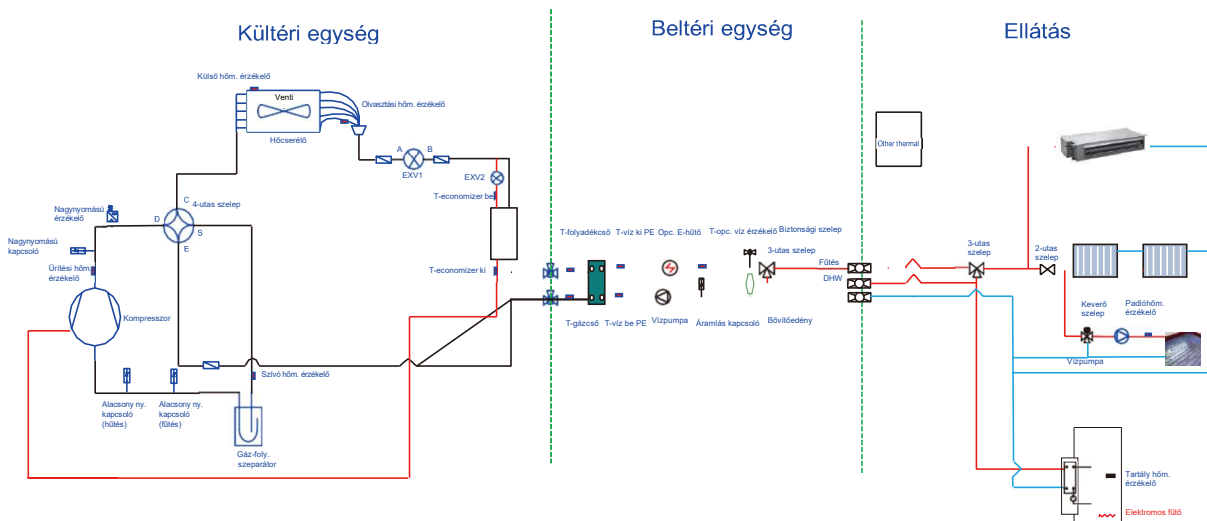 Kültéri egység
Beltéri egység
Ellátás
Külső hőm. érzékelő
Venti
Olvasztási hőm. érzékelő
Hőcserélő
A
B
EXV1
EXV2
T-economizer be
C
4-utas szelep
D
S
E
Nagynyomású
érzékelő
Nagynyomású
kapcsoló
Ürítési hőm.
érzékelő
Kompresszor
T-economizer ki
Szívó hőm. érzékelő
Alacsony ny.
kapcsoló
(hűtés)
Alacsony ny.
kapcsoló
(fűtés)
Gáz-foly.
szeparátor
T-folyadékcső
T-víz ki PE
Opc. E-hűtö
T-opc. víz érzékelő
Biztonsági szelep
3-utas szelep
Fűtés
DHW
T-gázcső
T-víz be PE
Vízpumpa
Áramlás kapcsoló
Bővítőedény
Other thermal
3-utas
szelep
2-utas
szelep
Keverő
szelep
Padlóhőm.
érzékelő
Vízpumpa
Tartály hőm.
érzékelő
Elektromos fűtő